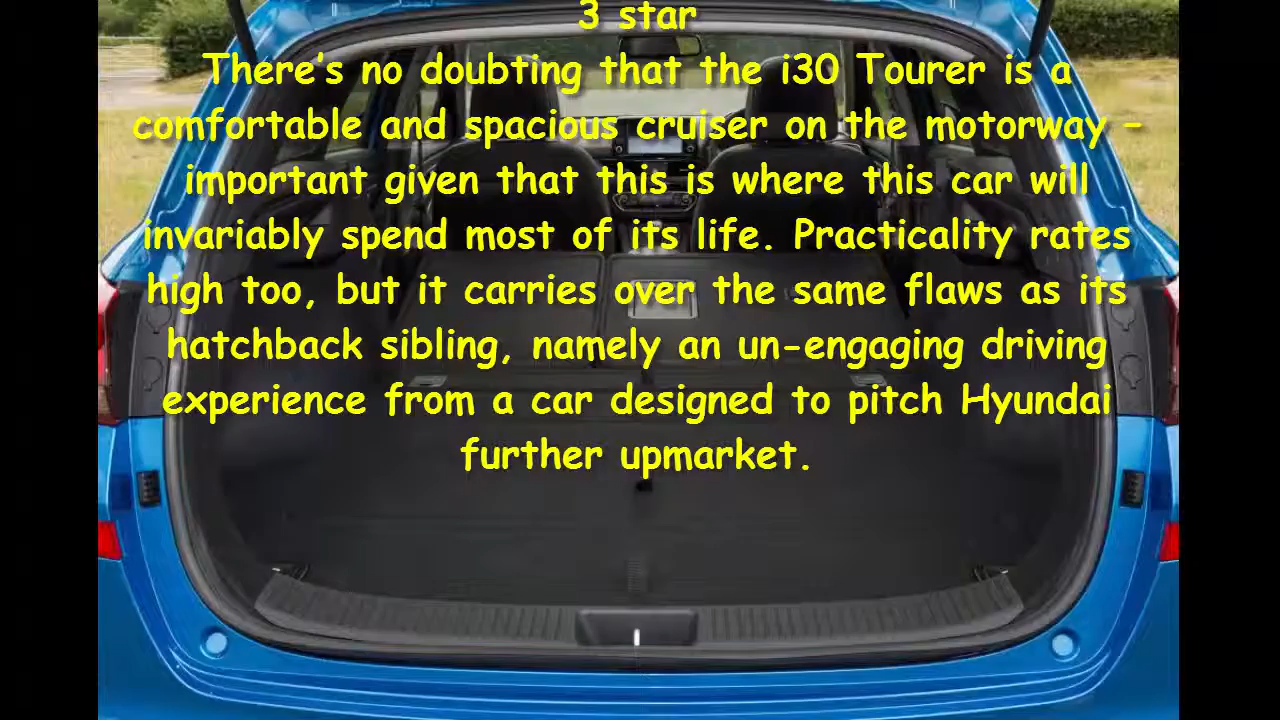 3 star
There's no doubting that the i30 Tourer is a
comfortable and spacious cruiser on the motorway –
important given that this is where this car will
invariably spend most of its life. Practicality rates
high too, but it carries over the same flaws as its
hatchback sibling, namely an un-engaging driving
experience from a car designed to pitch Hyundai
further upmarket.